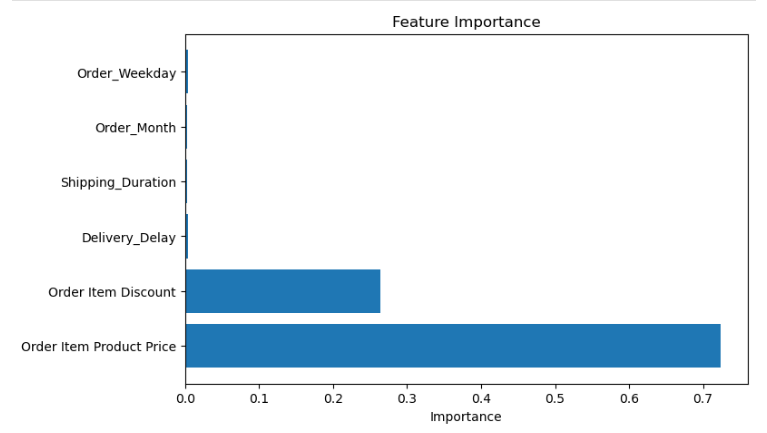 Feature Importance
Order_Weekday
Order_Month
Shipping_Duration
Delivery_Delay
Order Item Discount
Order Item Product Price
0.0 0.1 0.2 0.3 0.4 0.5 0.6 0.7
Importance